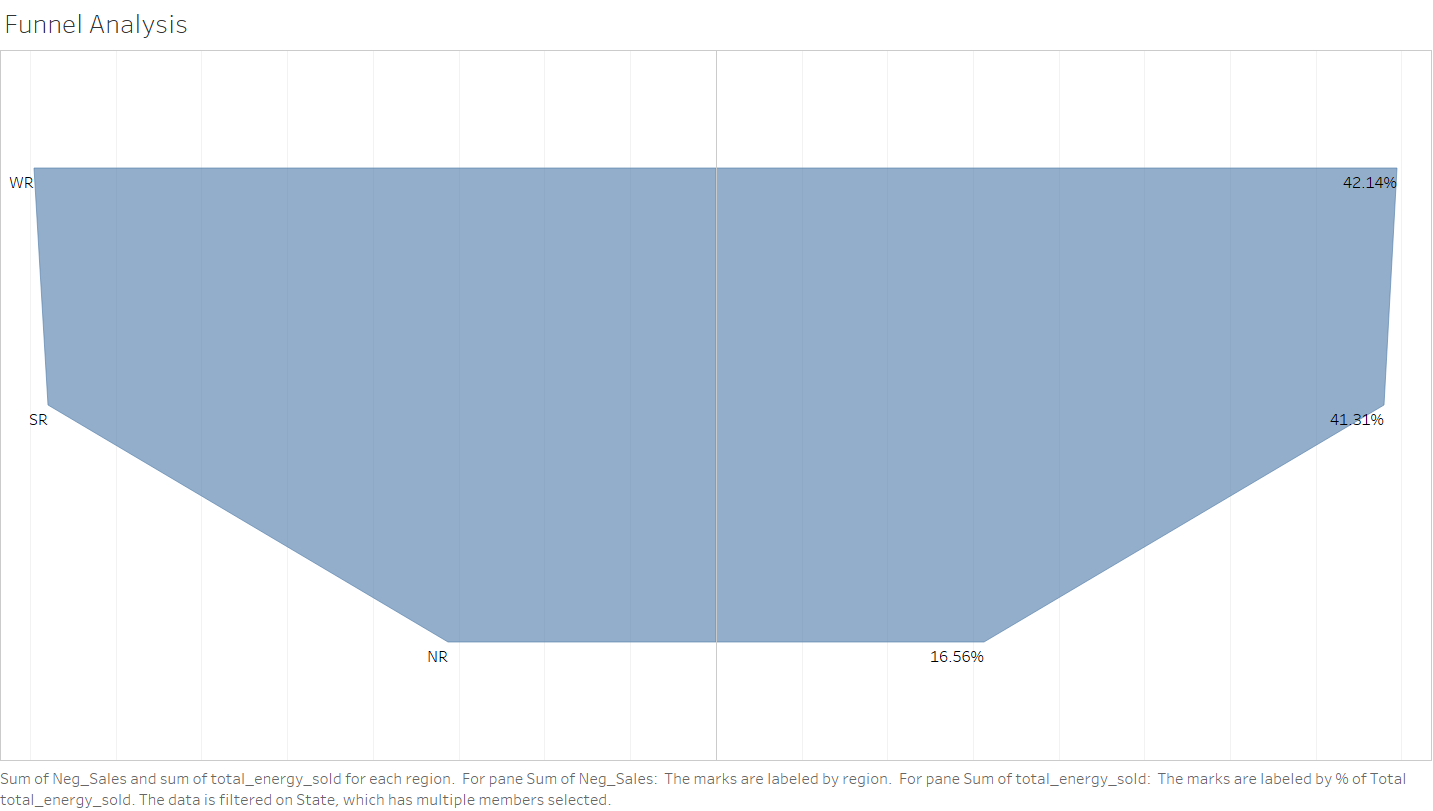 Funnel Analysis
WR
42.14%
SR
41.31%
NR
16.56%
Sum of Neg_Sales and sum of total_energy_sold for each region.  For pane Sum of Neg_Sales:  The marks are labeled by region.  For pane Sum of total_energy_sold:  The marks are labeled by % of Total
total_energy_sold. The data is filtered on State, which has multiple members selected.